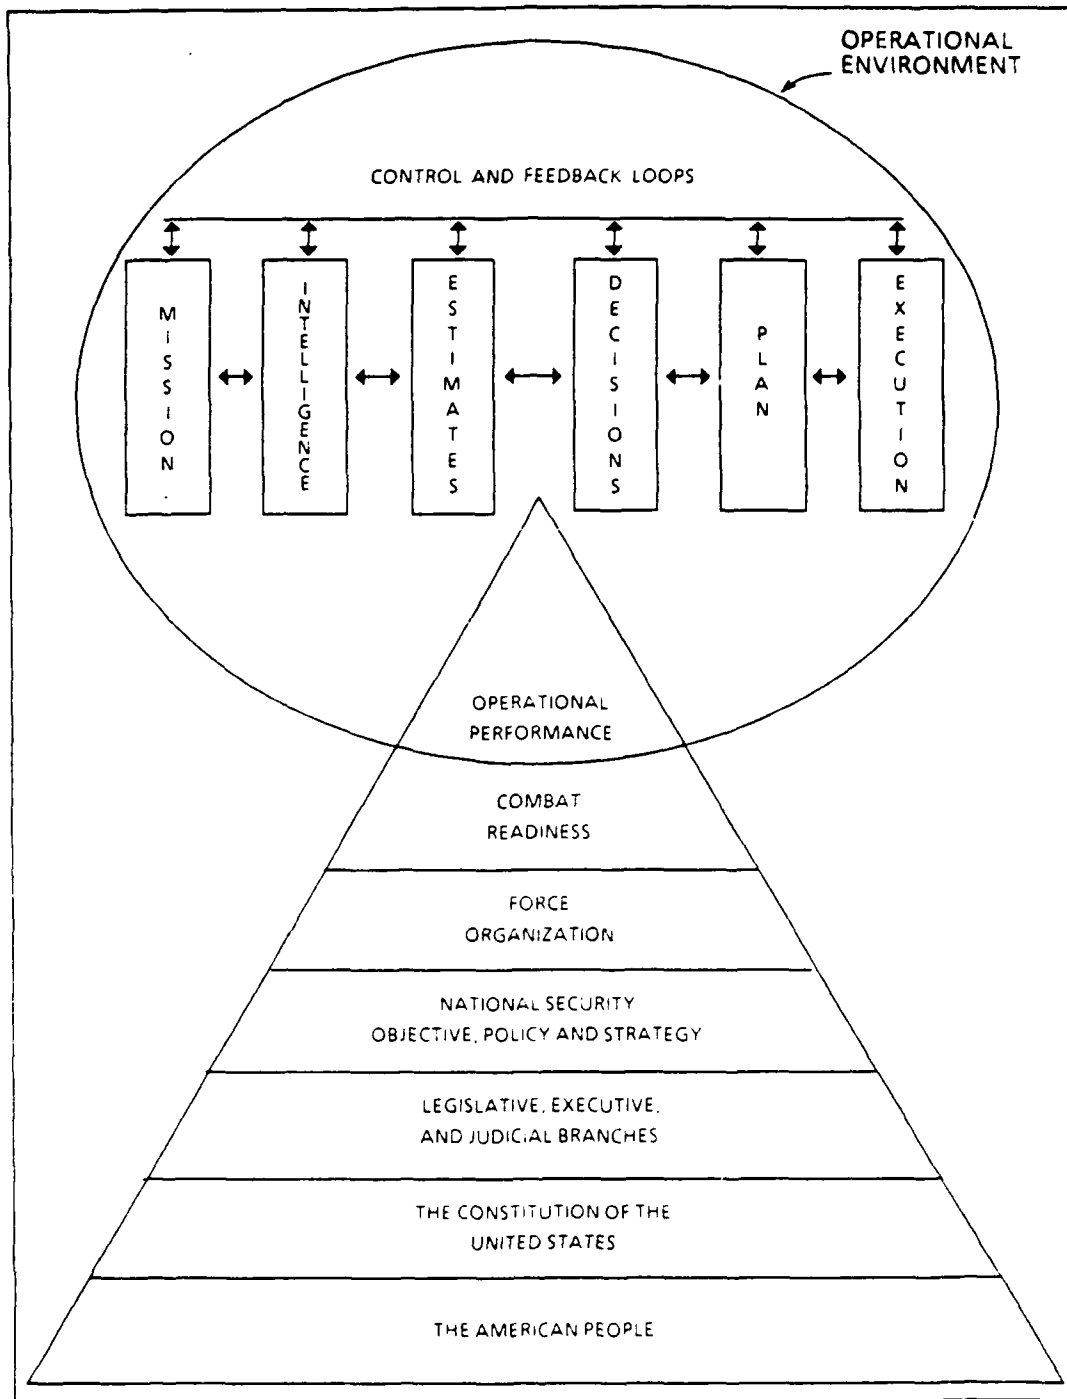 OPERATIONAL
ENVIRONMENT
CONTROL AND FEEDBACK LOOPS
MISSION
INTELLIGENCE
ESTIMATES
DECISIONS
PLAN
EXECUTION
OPERATIONAL
PERFORMANCE
COMBAT
READINESS
FORCE
ORGANIZATION
NATIONAL SECURITY
OBJECTIVE, POLICY AND STRATEGY
LEGISLATIVE, EXECUTIVE,
AND JUDICIAL BRANCHES
THE CONSTITUTION OF THE
UNITED STATES
THE AMERICAN PEOPLE